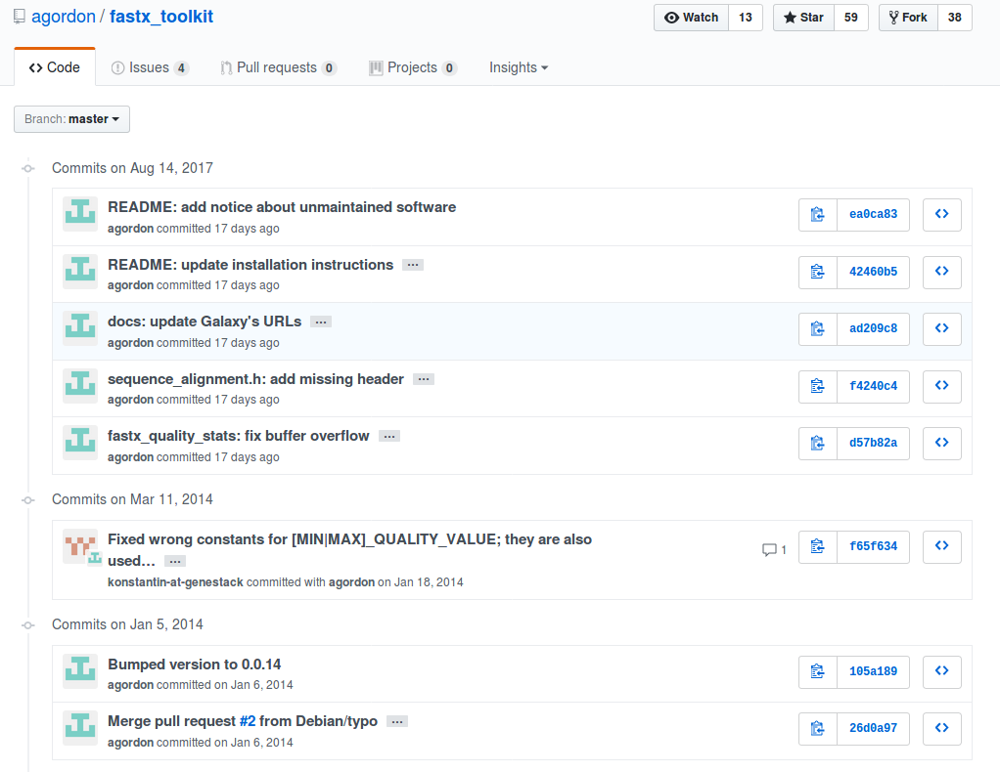 agordon / fastx_toolkit
Watch 13 Star 59 Fork 38
Code Issues 4 Pull requests 0 Projects 0 Insights
Branch: master
Commits on Aug 14, 2017
README: add notice about unmaintained software
agordon committed 17 days ago
ea0ca83
README: update installation instructions …
agordon committed 17 days ago
42460b5
docs: update Galaxy's URLs …
agordon committed 17 days ago
ad209c8
sequence_alignment.h: add missing header …
agordon committed 17 days ago
f4240c4
fastx_quality_stats: fix buffer overflow …
agordon committed 17 days ago
d57b82a
Commits on Mar 11, 2014
Fixed wrong constants for [MIN|MAX]_QUALITY_VALUE; they are also
used… …
konstantin-at-genestack committed with agordon on Jan 18, 2014
1
f65f634
Commits on Jan 5, 2014
Bumped version to 0.0.14
agordon committed on Jan 6, 2014
105a189
Merge pull request #2 from Debian/typo …
agordon committed on Jan 6, 2014
26d0a97